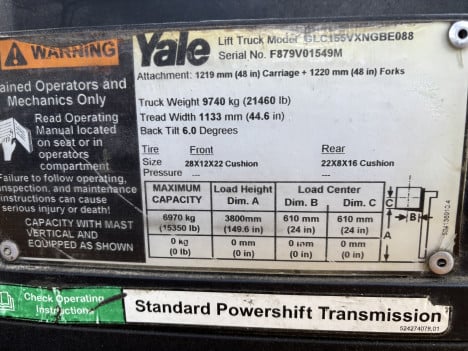 WARNING
ained Operators and
Mechanics Only
Read Operating
Manual located
on seat or in
operators
compartment
Failure to follow operating,
inspection, and maintenance
instructions can cause
serious injury or death!
CAPACITY WITH MAST
VERTICAL AND
EQUIPPED AS SHOWN
Yale
Lift Truck Model GLC155VXNGBE088
Serial No. F879V01549M
Attachment: 1219 mm (48 in) Carriage + 1220 mm (48 in) Forks
Truck Weight 9740 kg (21460 lb)
Tread Width 1133 mm (44.6 in)
Back Tilt 6.0 Degrees
Tire Front Rear
Size 28X12X22 Cushion 22X8X16 Cushion
Pressure --- ---
MAXIMUM Load Height Load Center
CAPACITY Dim. A Dim. B Dim. C
6970 kg 3800mm 610 mm 610 mm
(15350 lb) (149.6 in) (24 in) (24 in)
0 kg 0 mm 0 mm 0 mm
(0 lb) (0 in) (0 in) (0 in)
C
B
A
Check Operating
Instructions
Standard Powershift Transmission
524274078.01